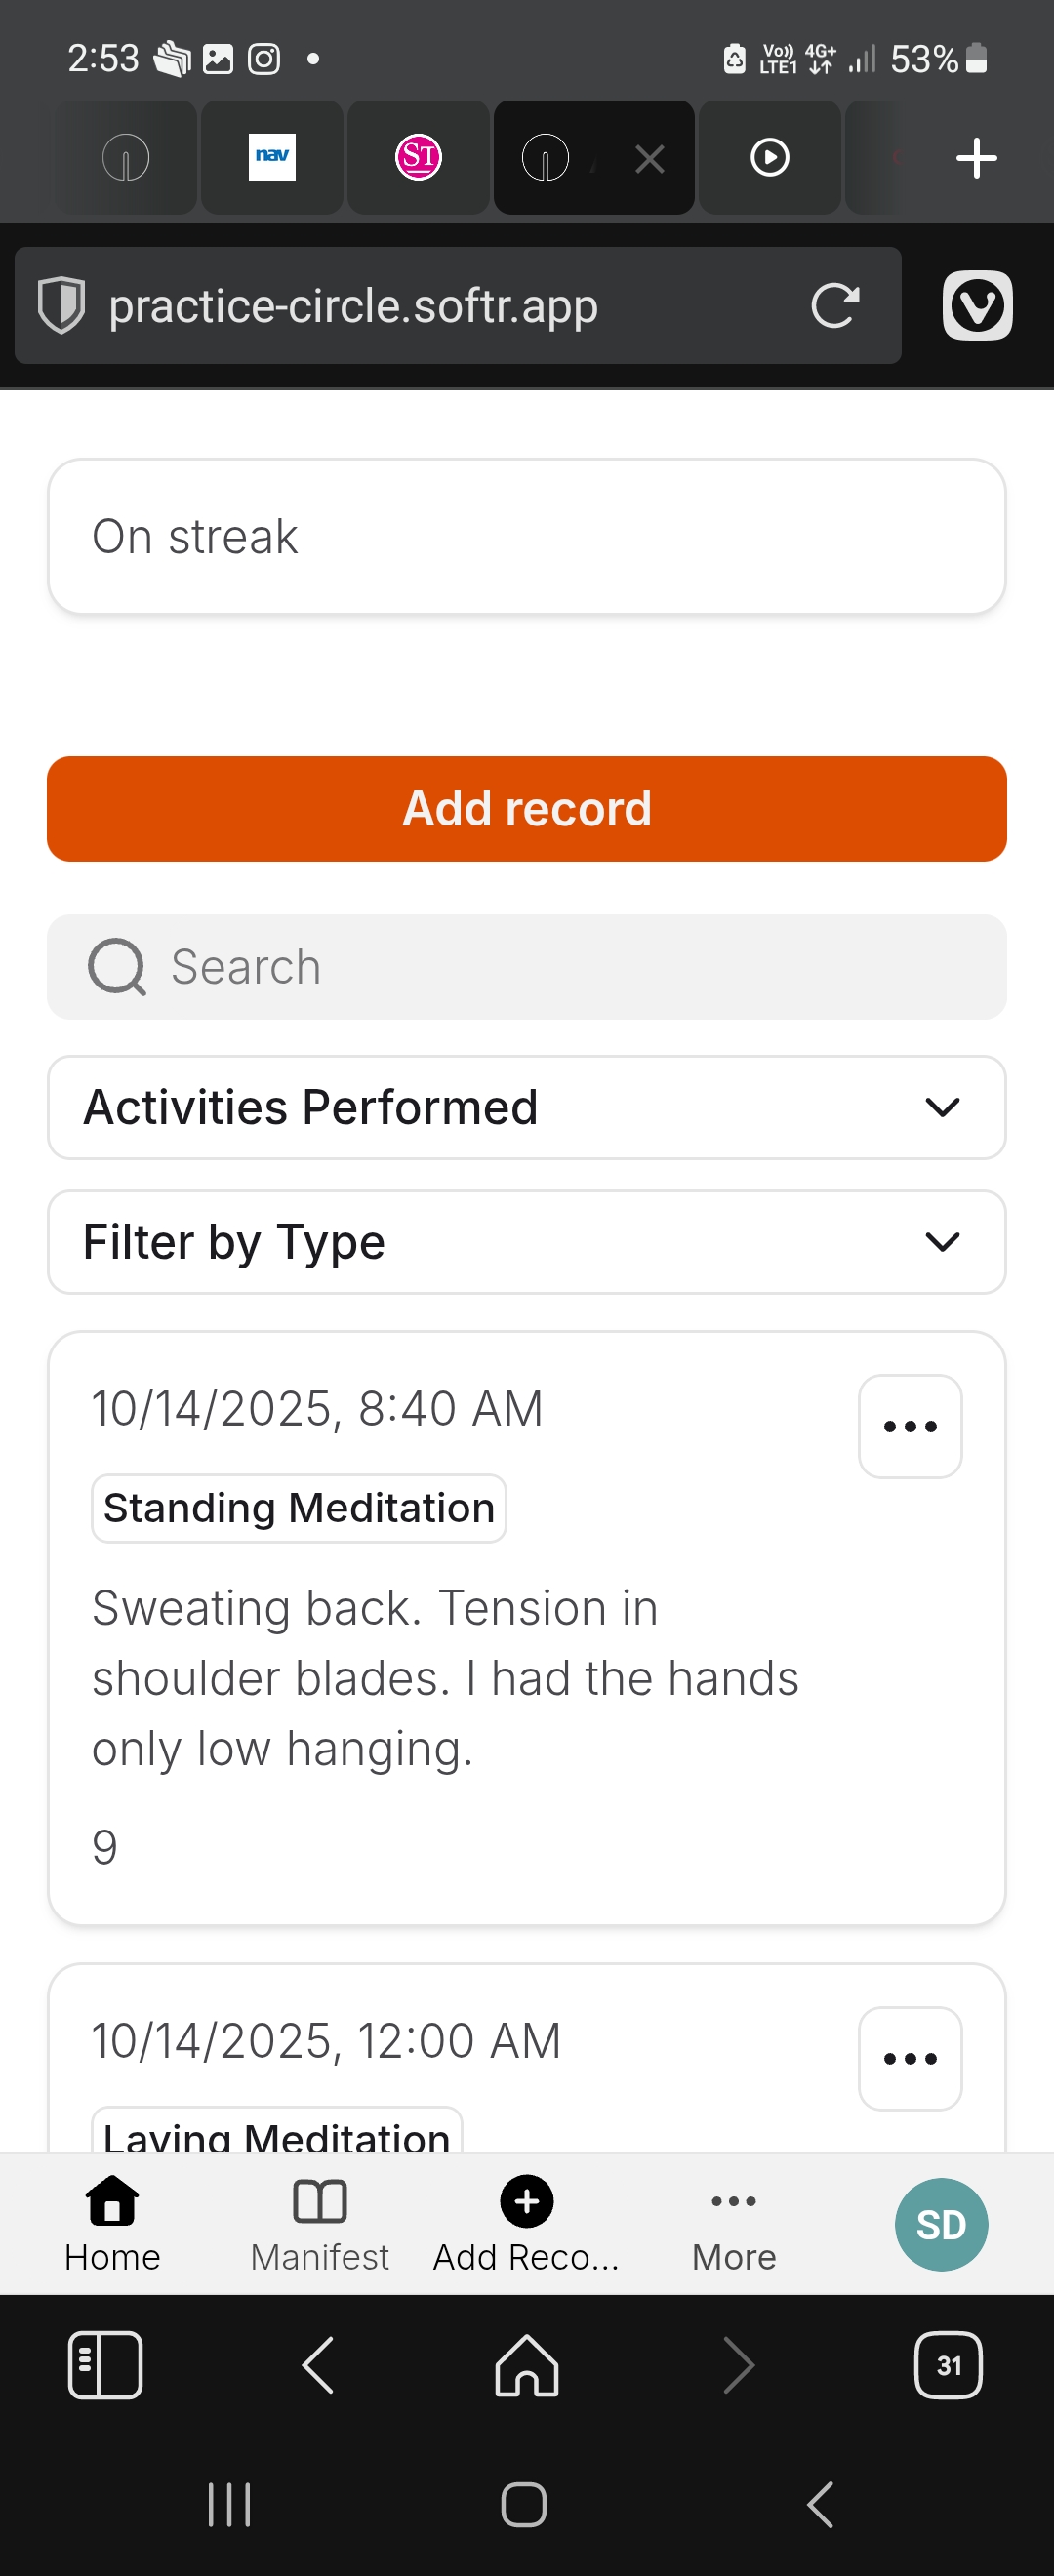 2:53
Vo))
LTE1
4G+
53%
nav
ST
practice-circle.softr.app
On streak
Add record
Search
Activities Performed
Filter by Type
10/14/2025, 8:40 AM
Standing Meditation
Sweating back. Tension in
shoulder blades. I had the hands
only low hanging.
9
10/14/2025, 12:00 AM
Laying Meditation
Home
Manifest
Add Reco...
More
SD
31